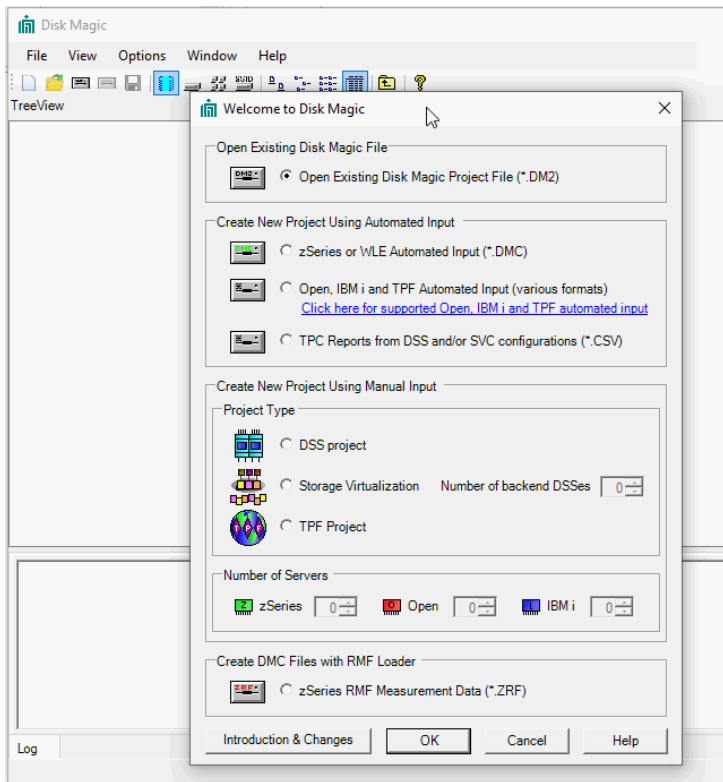 Disk Magic
File View Options Window Help
SSID
TreeView
Welcome to Disk Magic
Open Existing Disk Magic File
DM2
Open Existing Disk Magic Project File (*.DM2)
Create New Project Using Automated Input
DMC
zSeries or WLE Automated Input (*.DMC)
Open, IBM i and TPF Automated Input (various formats)
Click here for supported Open, IBM i and TPF automated input
TPC Reports from DSS and/or SVC configurations (*.CSV)
Create New Project Using Manual Input
Project Type
DSS project
Storage Virtualization Number of backend DSSes 0
TPF
TPF Project
Number of Servers
Z zSeries 0 O Open 0 i IBM i 0
Create DMC Files with RMF Loader
ZRF
zSeries RMF Measurement Data (*.ZRF)
Introduction & Changes OK Cancel Help
Log